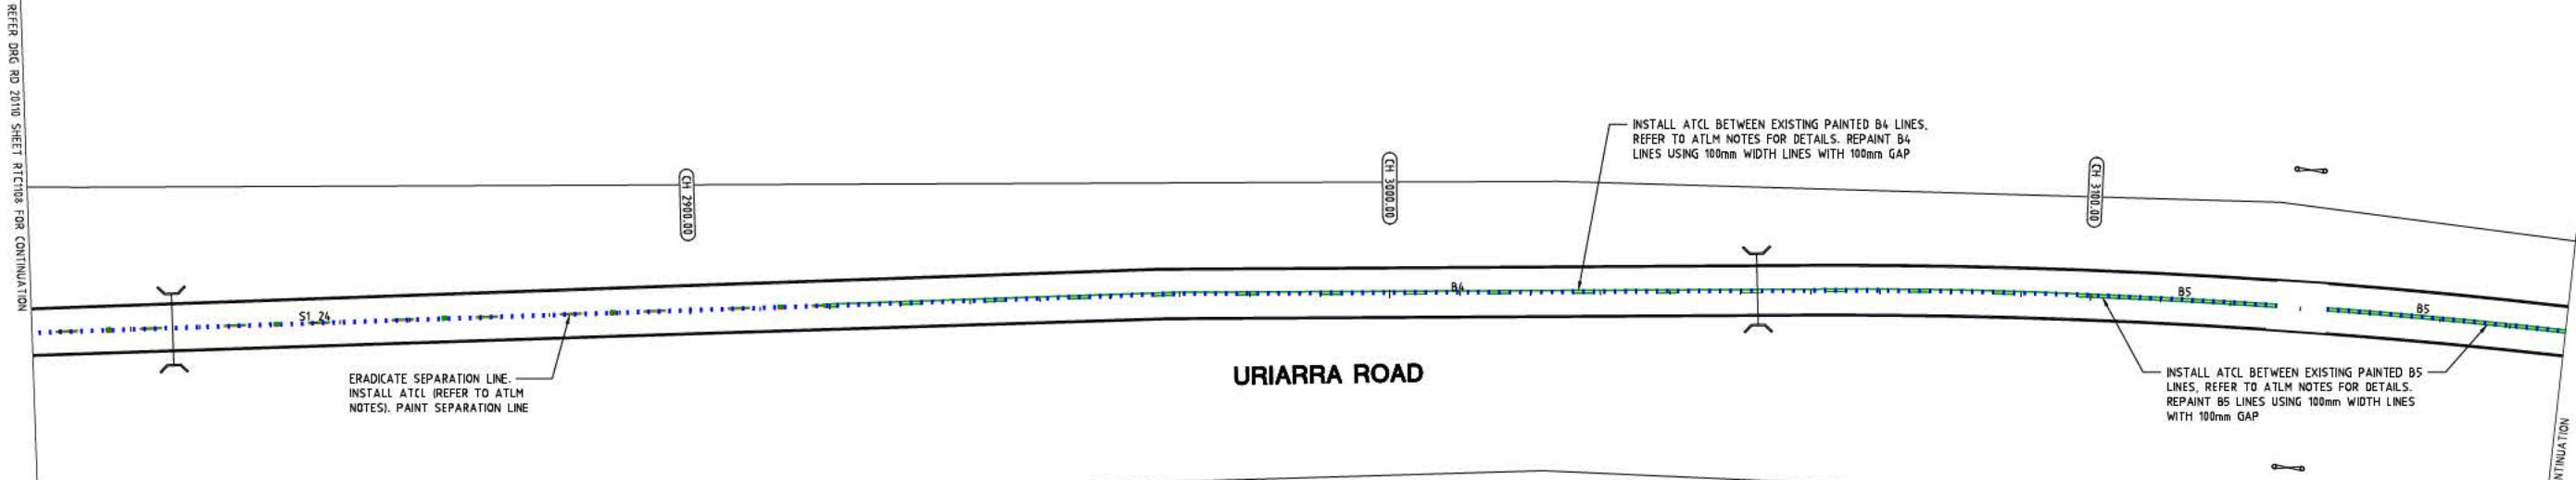 REFER DRG RD 20110 SHEET RTC1108 FOR CONTINUATION
CH 2900.00
CH 3000.00
CH 3100.00
INSTALL ATCL BETWEEN EXISTING PAINTED B4 LINES,
REFER TO ATLM NOTES FOR DETAILS. REPAINT B4
LINES USING 100mm WIDTH LINES WITH 100mm GAP
S1_24
B4
B5
B5
ERADICATE SEPARATION LINE.
INSTALL ATCL (REFER TO ATLM
NOTES). PAINT SEPARATION LINE
URIARRA ROAD
INSTALL ATCL BETWEEN EXISTING PAINTED B5
LINES, REFER TO ATLM NOTES FOR DETAILS.
REPAINT B5 LINES USING 100mm WIDTH LINES
WITH 100mm GAP
NTINUATION